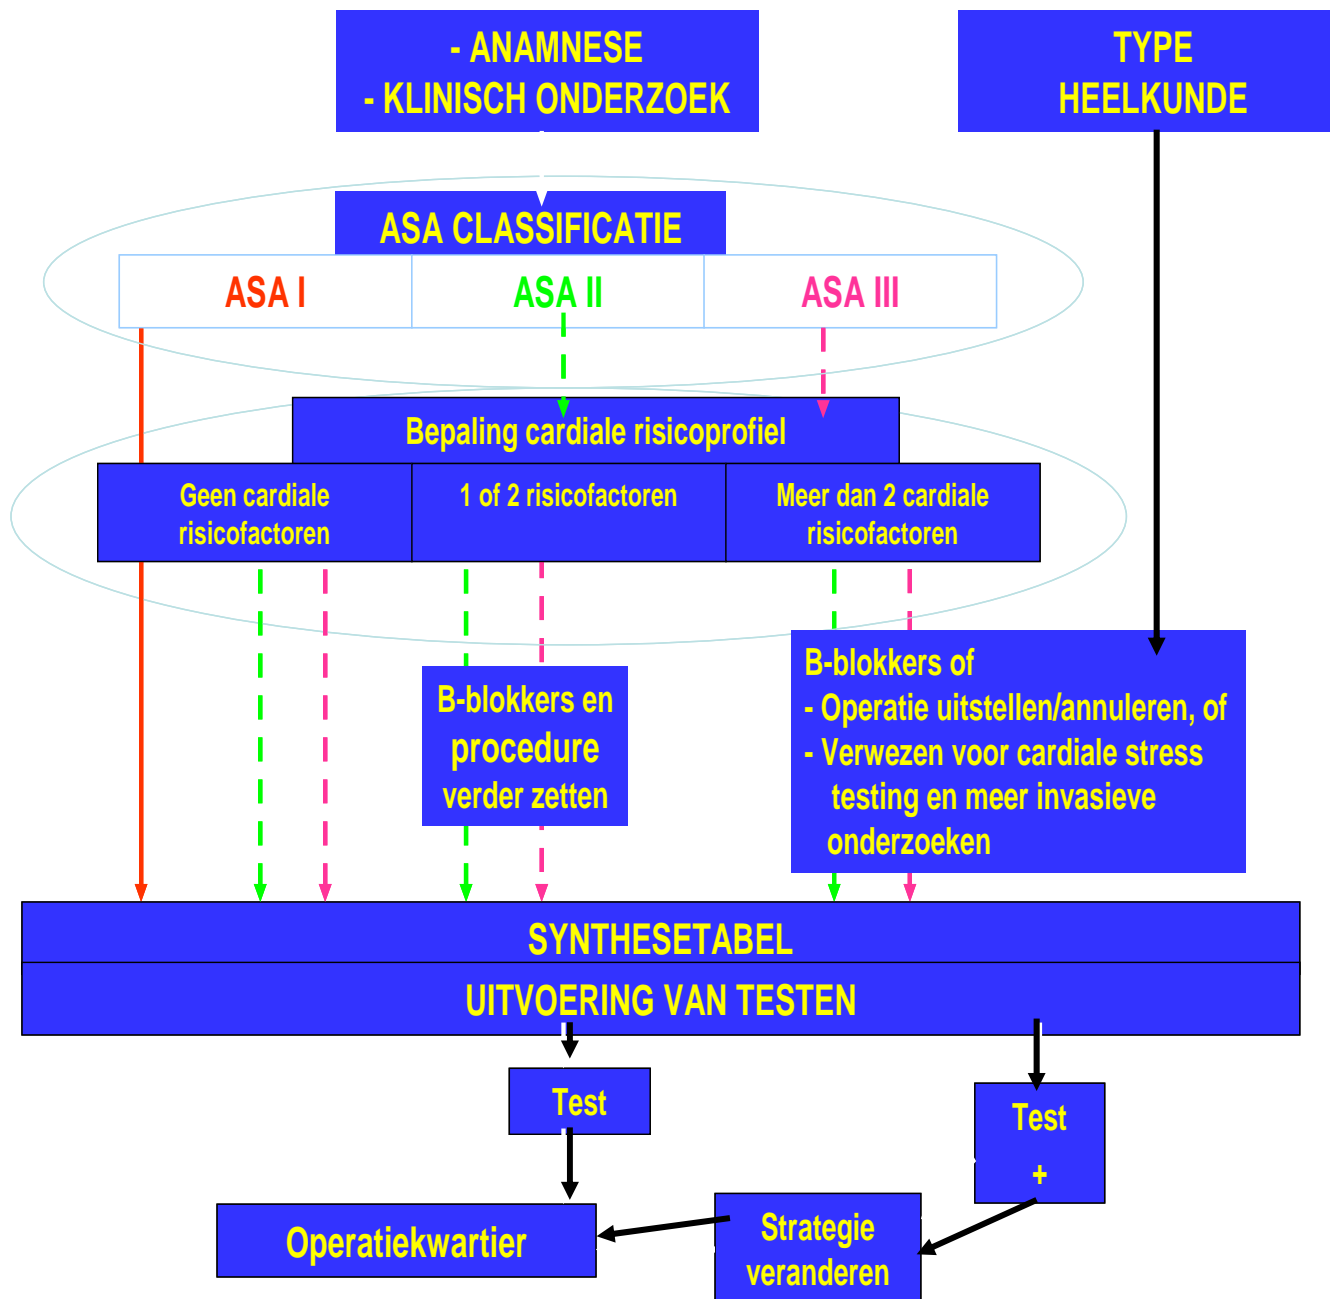 - ANAMNESE
- KLINISCH ONDERZOEK
TYPE
HEELKUNDE
ASA CLASSIFICATIE
ASA I
ASA II
ASA III
Bepaling cardiale risicoprofiel
Geen cardiale
risicofactoren
1 of 2 risicofactoren
Meer dan 2 cardiale
risicofactoren
B-blokkers en
procedure
verder zetten
B-blokkers of
- Operatie uitstellen/annuleren, of
- Verwezen voor cardiale stress
testing en meer invasieve
onderzoeken
SYNTHESETABEL
UITVOERING VAN TESTEN
Test
Test
+
Operatiekwartier
Strategie
veranderen